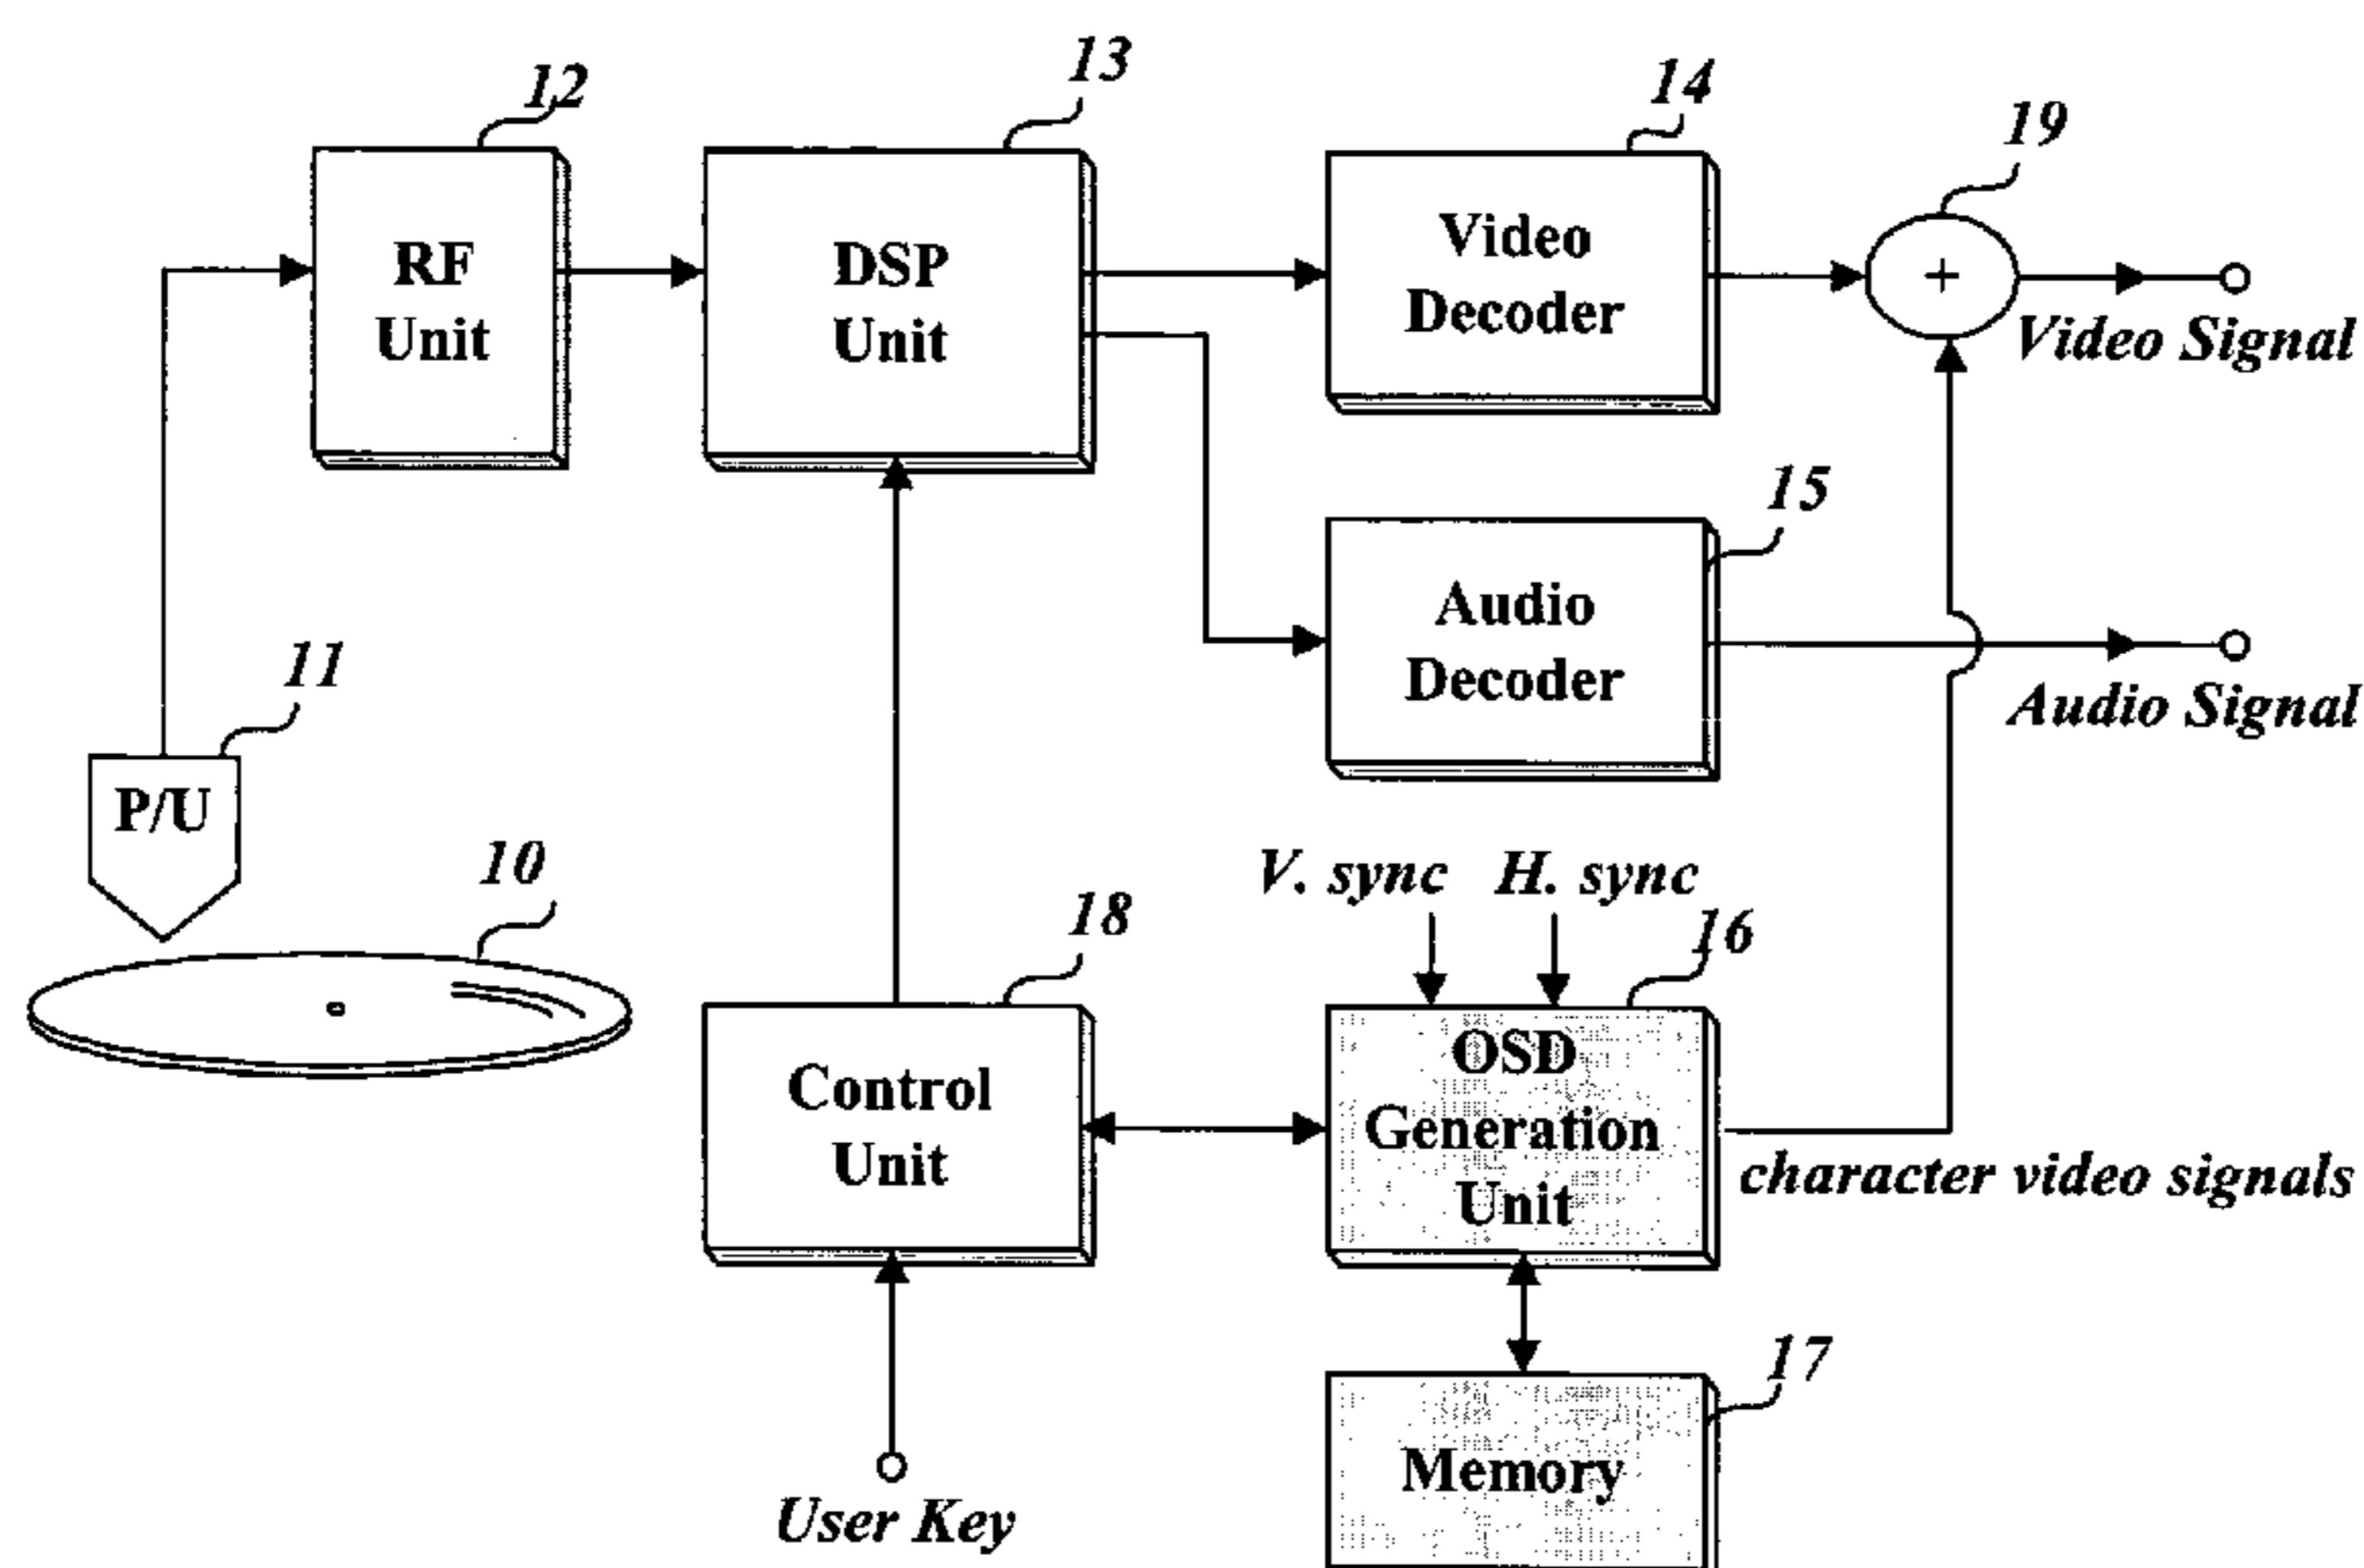 12
13
14
19
RF
Unit
DSP
Unit
Video
Decoder
+
Video Signal
15
Audio
Decoder
Audio Signal
11
P/U
10
V. sync H. sync
18
16
Control
Unit
OSD
Generation
Unit
character video signals
17
Memory
User Key